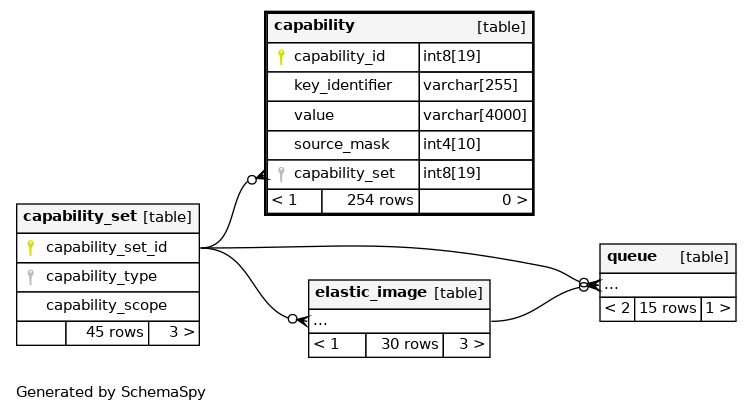 capability [table]
capability_id int8[19]
key_identifier varchar[255]
value varchar[4000]
source_mask int4[10]
capability_set int8[19]
< 1 254 rows 0 >
capability_set [table]
capability_set_id
capability_type
capability_scope
45 rows 3 >
elastic_image [table]
...
< 1 30 rows 3 >
queue [table]
...
< 2 15 rows 1 >
Generated by SchemaSpy